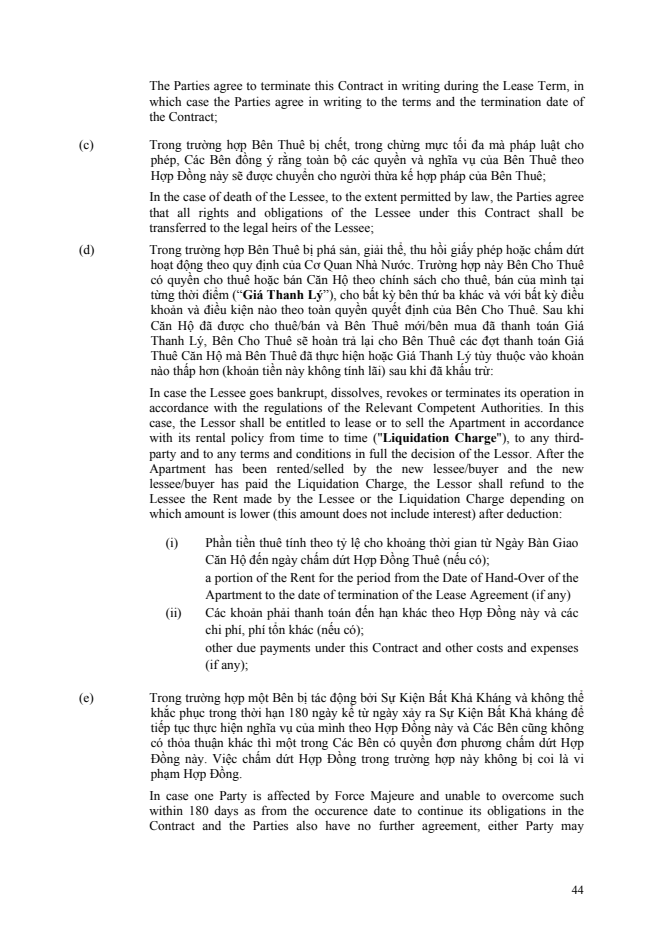 The Parties agree to terminate this Contract in writing during the Lease Term, in
which case the Parties agree in writing to the terms and the termination date of
the Contract;
(c) Trong trường hợp Bên Thuê bị chết, trong chừng mực tối đa mà pháp luật cho
phép, Các Bên đồng ý rằng toàn bộ các quyền và nghĩa vụ của Bên Thuê theo
Hợp Đồng này sẽ được chuyển cho người thừa kế hợp pháp của Bên Thuê;
In the case of death of the Lessee, to the extent permitted by law, the Parties agree
that all rights and obligations of the Lessee under this Contract shall be
transferred to the legal heirs of the Lessee;
(d) Trong trường hợp Bên Thuê bị phá sản, giải thể, thu hồi giấy phép hoặc chấm dứt
hoạt động theo quy định của Cơ Quan Nhà Nước. Trường hợp này Bên Cho Thuê
có quyền cho thuê hoặc bán Căn Hộ theo chính sách cho thuê, bán của mình tại
từng thời điểm (“Giá Thanh Lý”), cho bất kỳ bên thứ ba khác và với bất kỳ điều
khoản và điều kiện nào theo toàn quyền quyết định của Bên Cho Thuê. Sau khi
Căn Hộ đã được cho thuê/bán và Bên Thuê mới/bên mua đã thanh toán Giá
Thanh Lý, Bên Cho Thuê sẽ hoàn trả lại cho Bên Thuê các đợt thanh toán Giá
Thuê Căn Hộ mà Bên Thuê đã thực hiện hoặc Giá Thanh Lý tùy thuộc vào khoản
nào thấp hơn (khoản tiền này không tính lãi) sau khi đã khấu trừ:
In case the Lessee goes bankrupt, dissolves, revokes or terminates its operation in
accordance with the regulations of the Relevant Competent Authorities. In this
case, the Lessor shall be entitled to lease or to sell the Apartment in accordance
with its rental policy from time to time ("Liquidation Charge"), to any third-
party and to any terms and conditions in full the decision of the Lessor. After the
Apartment has been rented/selled by the new lessee/buyer and the new
lessee/buyer has paid the Liquidation Charge, the Lessor shall refund to the
Lessee the Rent made by the Lessee or the Liquidation Charge depending on
which amount is lower (this amount does not include interest) after deduction:
(i) Phần tiền thuê tính theo tỷ lệ cho khoảng thời gian từ Ngày Bàn Giao
Căn Hộ đến ngày chấm dứt Hợp Đồng Thuê (nếu có);
a portion of the Rent for the period from the Date of Hand-Over of the
Apartment to the date of termination of the Lease Agreement (if any)
(ii) Các khoản phải thanh toán đến hạn khác theo Hợp Đồng này và các
chi phí, phí tổn khác (nếu có);
other due payments under this Contract and other costs and expenses
(if any);
(e) Trong trường hợp một Bên bị tác động bởi Sự Kiện Bất Khả Kháng và không thể
khắc phục trong thời hạn 180 ngày kể từ ngày xảy ra Sự Kiện Bất Khả kháng để
tiếp tục thực hiện nghĩa vụ của mình theo Hợp Đồng này và Các Bên cũng không
có thỏa thuận khác thì một trong Các Bên có quyền đơn phương chấm dứt Hợp
Đồng này. Việc chấm dứt Hợp Đồng trong trường hợp này không bị coi là vi
phạm Hợp Đồng.
In case one Party is affected by Force Majeure and unable to overcome such
within 180 days as from the occurence date to continue its obligations in the
Contract and the Parties also have no further agreement, either Party may
44